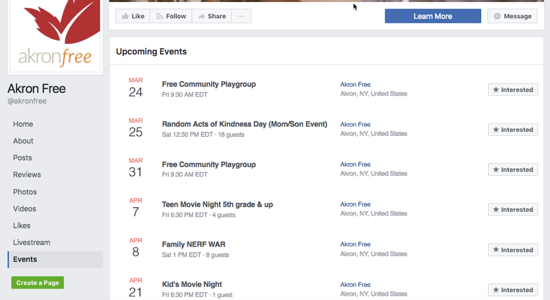 akronfree
Akron Free
@akronfree
Home
About
Posts
Reviews
Photos
Videos
Likes
Livestream
Events
Create a Page
Like
Follow
Share
Learn More
Message
Upcoming Events
MAR
24
Free Community Playgroup
Fri 9:30 AM EDT
Akron Free
Akron, NY, United States
Interested
MAR
25
Random Acts of Kindness Day (Mom/Son Event)
Sat 12:30 PM EDT · 18 guests
Akron Free
Akron, NY, United States
Interested
MAR
31
Free Community Playgroup
Fri 9:30 AM EDT
Akron Free
Akron, NY, United States
Interested
APR
7
Teen Movie Night 5th grade & up
Fri 6:30 PM EDT · 4 guests
Akron Free
Akron, NY, United States
Interested
APR
8
Family NERF WAR
Sat 1 PM EDT · 8 guests
Akron Free
Akron, NY, United States
Interested
APR
21
Kid's Movie Night
Fri 6:30 PM EDT · 1 guest
Akron Free
Akron, NY, United States
Interested